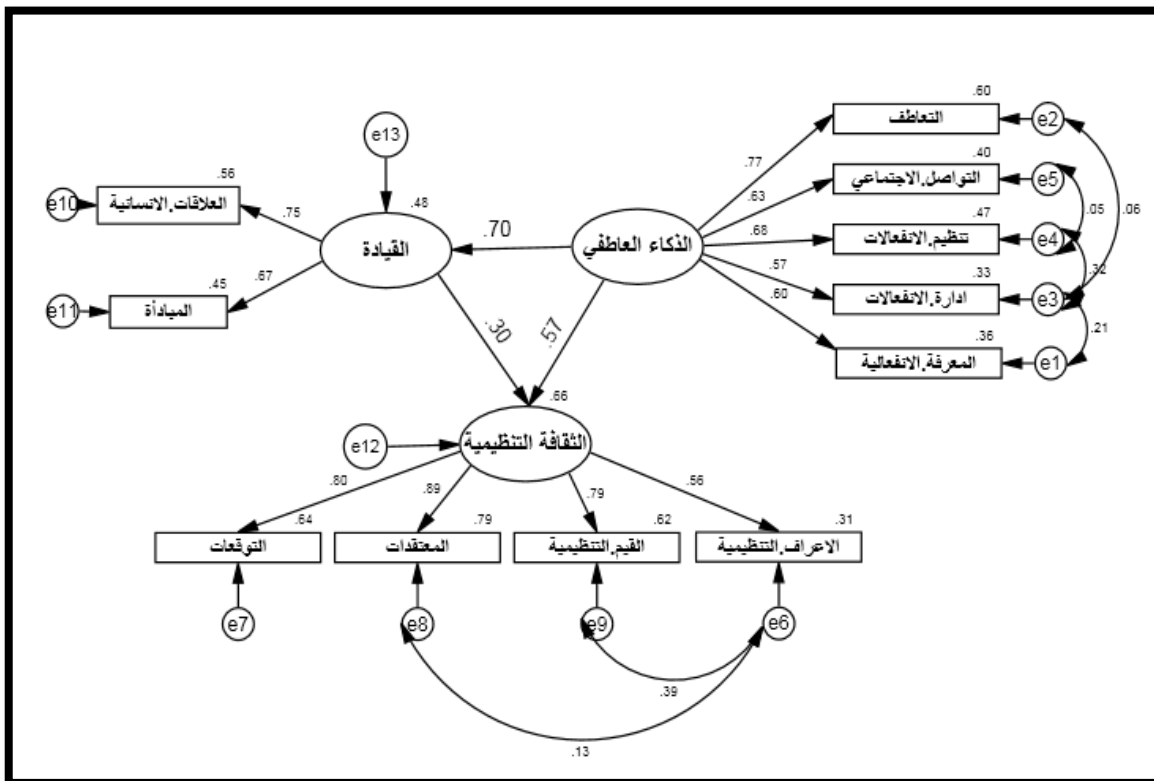 .60
التعاطف
e2
.77
.40
التواصل.الاجتماعي
e5
.63
.05
.06
.47
تنظيم.الانفعالات
e4
.68
.32
.33
ادارة.الانفعالات
e3
.57
.21
.36
المعرفة.الانفعالية
e1
.60
الذكاء العاطفي
.70
e13
.48
القيادة
.56
العلاقات.الانسانية
e10
.75
.45
المبادأة
e11
.67
.30
.57
.66
الثقافة التنظيمية
e12
.80
.89
.79
.56
.64
التوقعات
.79
المعتقدات
.62
القيم.التنظيمية
.31
الاعراف.التنظيمية
e7
e8
e9
e6
.39
.13